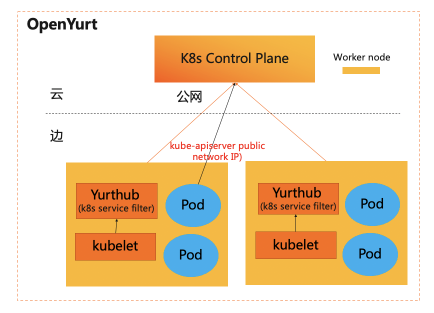 OpenYurt
K8s Control Plane
Worker node
云
公网
边
kube-apiserver public
network IP)
Yurthub
(k8s service filter)
Pod
kubelet
Pod
Yurthub
(k8s service filter)
Pod
kubelet
Pod